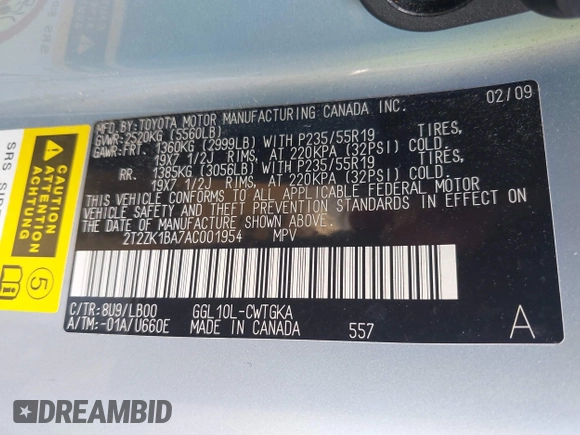 MFD.BY:TOYOTA MOTOR MANUFACTURING CANADA INC. 02/09
GVWR:2520KG (5560LB)
GAWR:FRT. 1360KG (2999LB) WITH P235/55R19 TIRES,
19X7 1/2J RIMS, AT 220KPA (32PSI) COLD.
RR. 1385KG (3056LB) WITH P235/55R19 TIRES,
19X7 1/2J RIMS, AT 220KPA (32PSI) COLD.
THIS VEHICLE CONFORMS TO ALL APPLICABLE FEDERAL MOTOR
VEHICLE SAFETY AND THEFT PREVENTION STANDARDS IN EFFECT ON
THE DATE OF MANUFACTURE SHOWN ABOVE.
2T2ZK1BA7AC001954 MPV
C/TR:8U9/LB00 GGL10L-CWTGKA
A/TM:-01A/U660E MADE IN CANADA 557 A
SRS SIDE
CAUTION
ATTENTION
ACHTUNG
5
DREAMBID